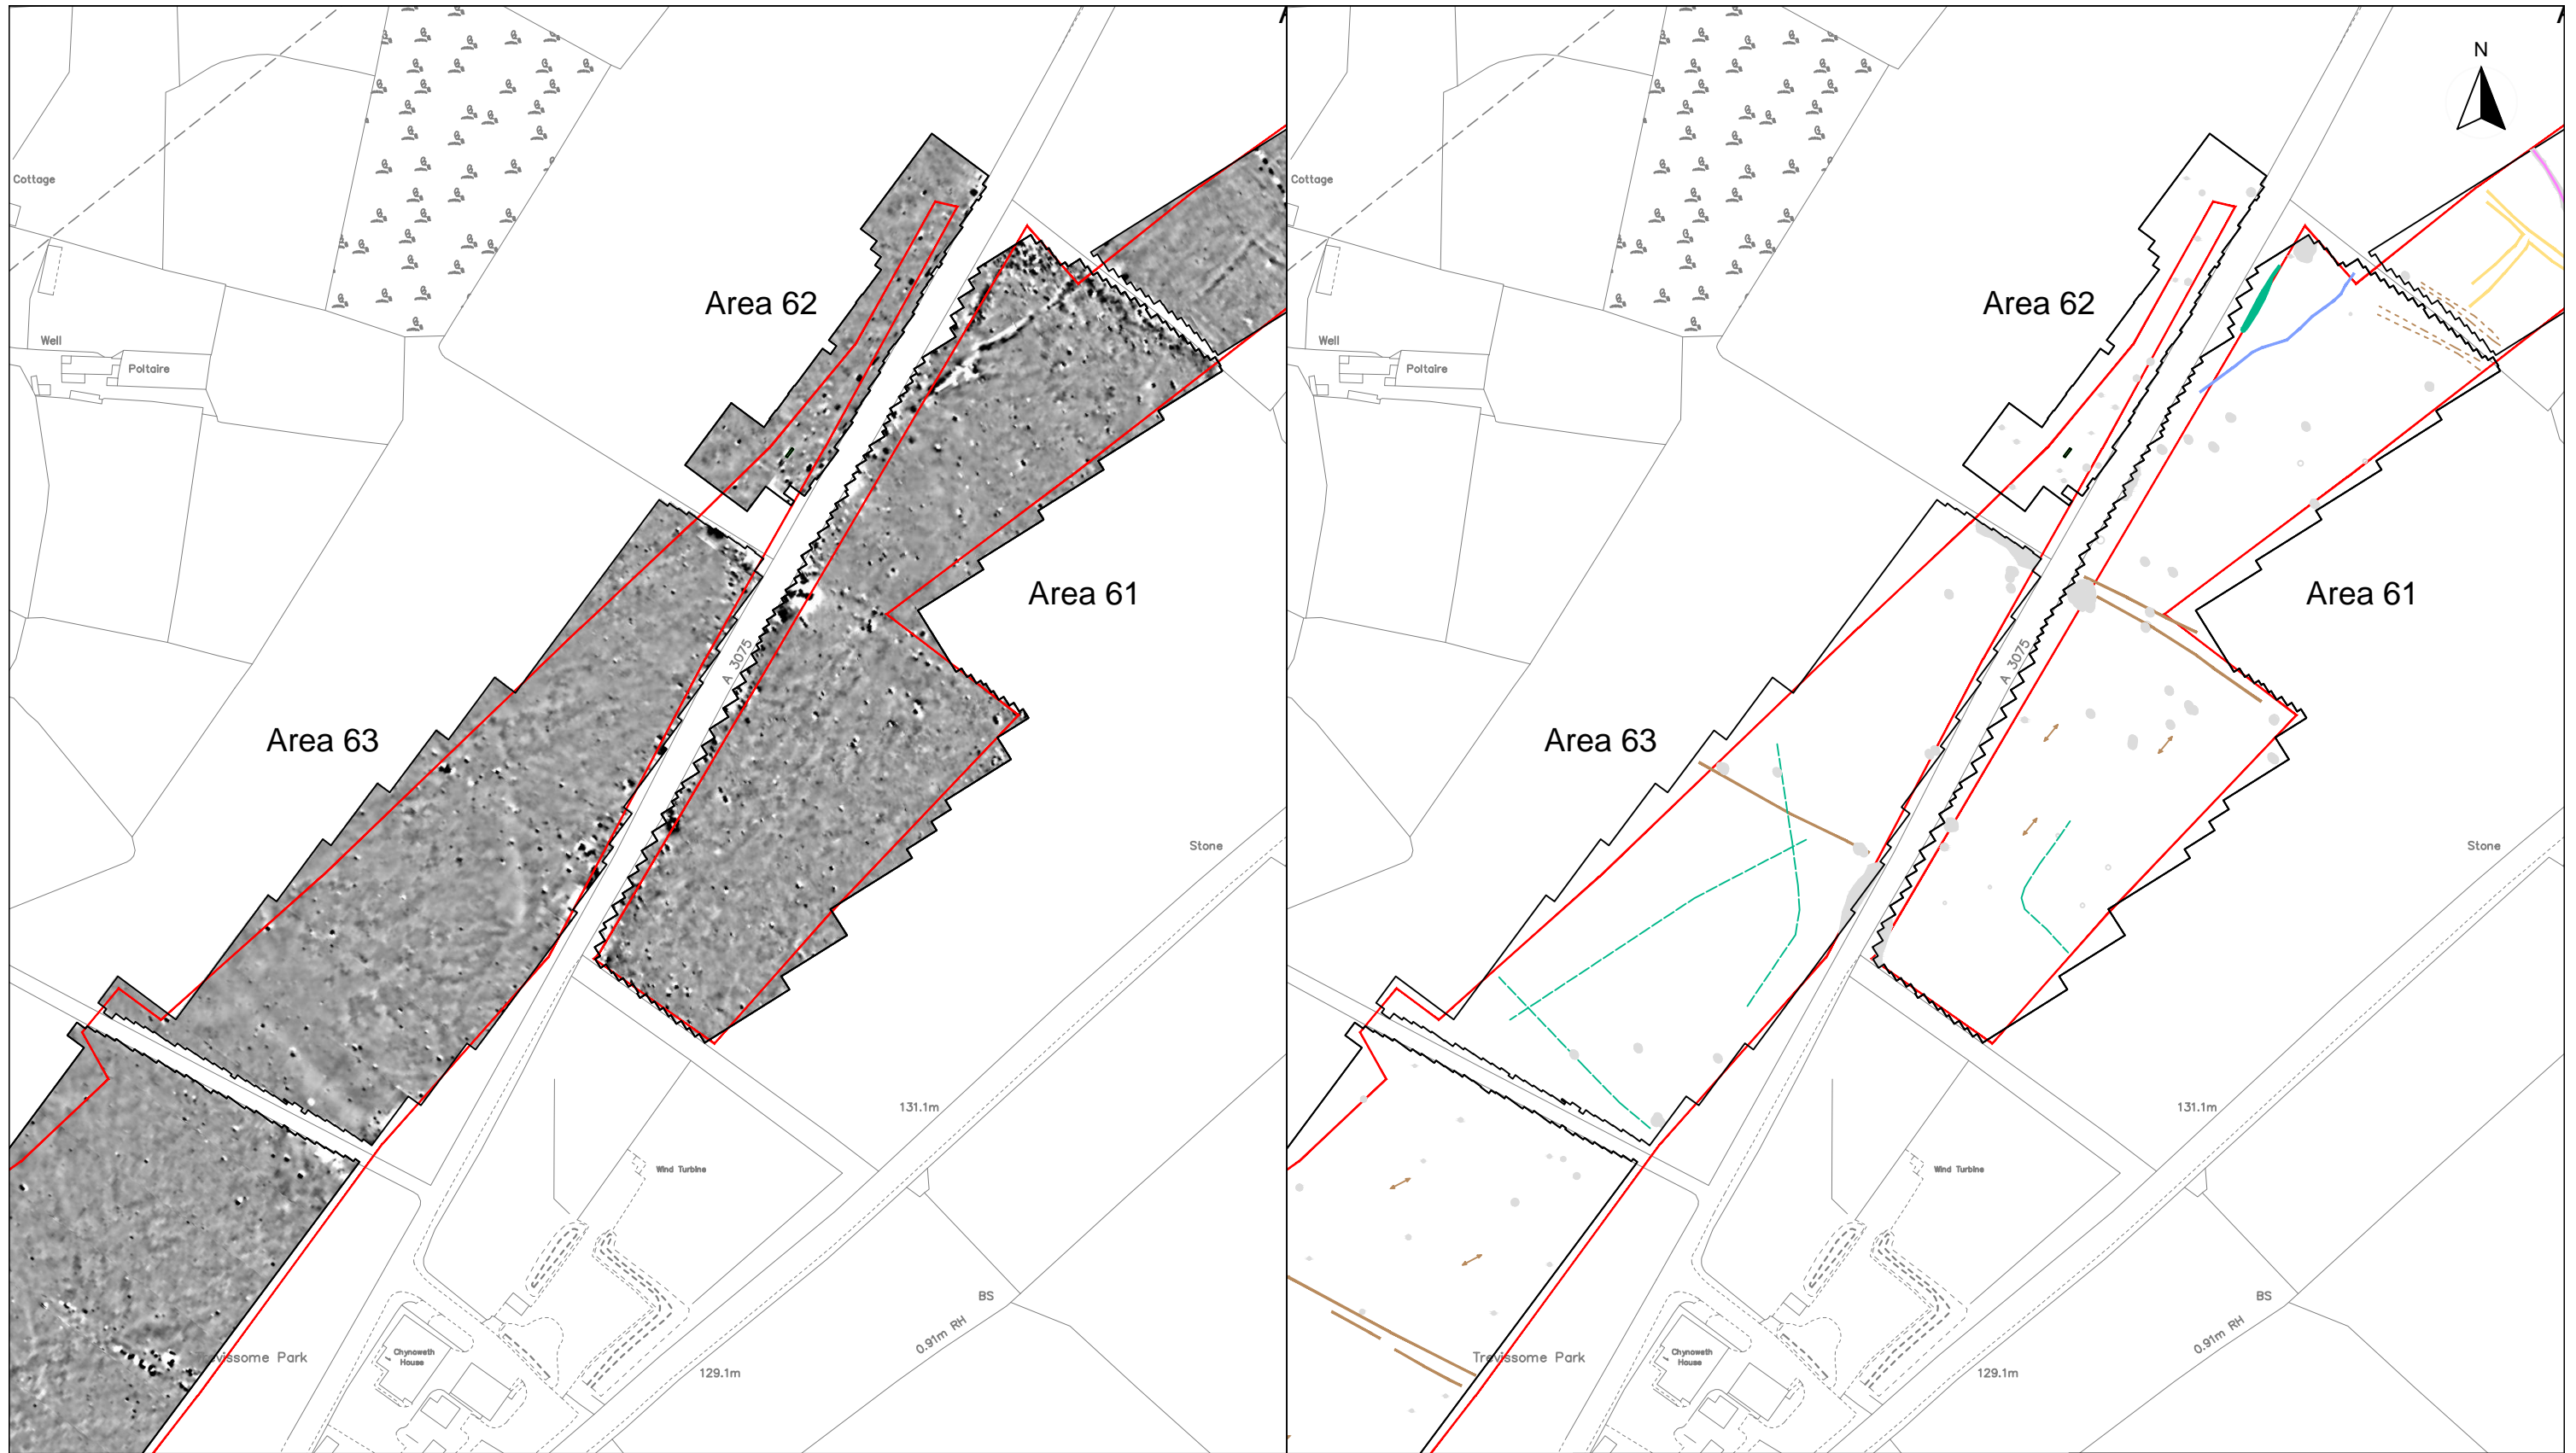 Cottage
Well
Poltaire
Area 62
Area 61
Area 63
A 3075
Stone
131.1m
Wind Turbine
BS
0.91m RH
Chynoweth
House
Trevissome Park
129.1m
N
Cottage
Well
Poltaire
Area 62
Area 61
Area 63
A 3075
Stone
131.1m
Wind Turbine
BS
0.91m RH
Chynoweth
House
Trevissome Park
129.1m